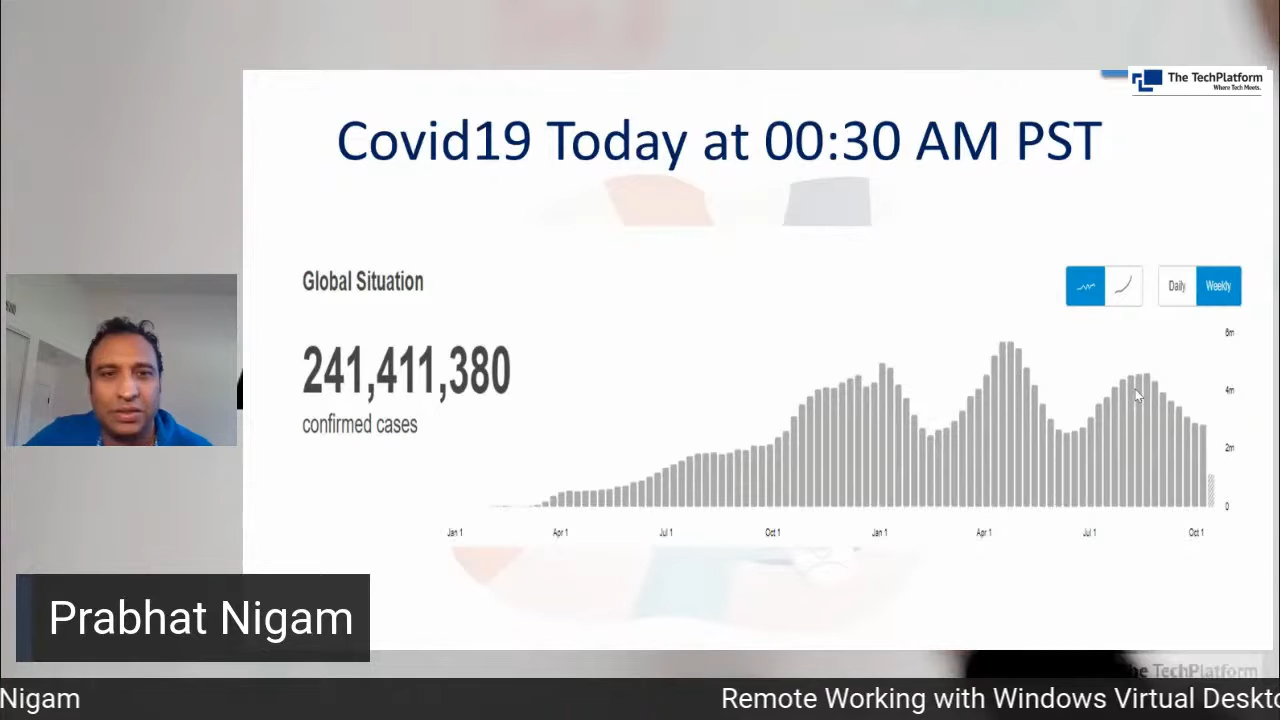 The TechPlatform
Where Tech Meets.
Covid19 Today at 00:30 AM PST
Global Situation
Daily
Weekly
241,411,380
confirmed cases
6m
4m
2m
0
Jan 1
Apr 1
Jul 1
Oct 1
Jan 1
Apr 1
Jul 1
Oct 1
Prabhat Nigam
The TechPlatform
Nigam
Remote Working with Windows Virtual Deskto